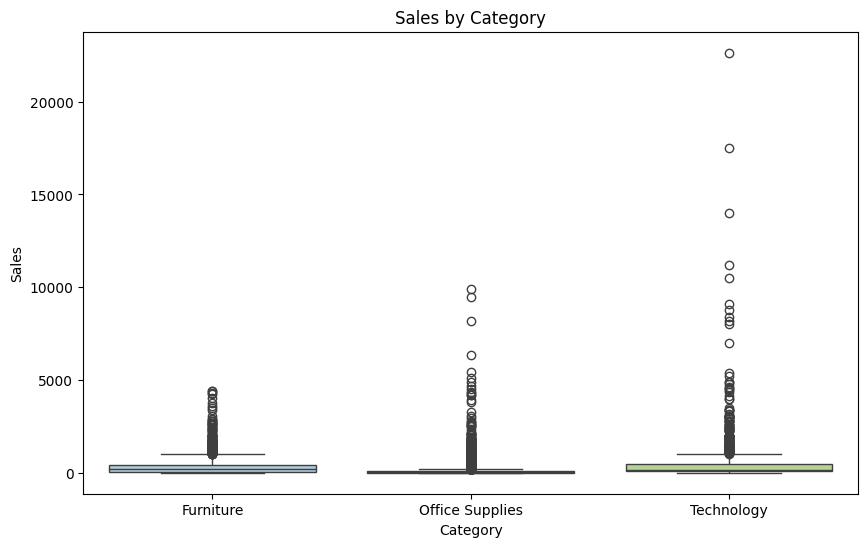 Sales by Category
20000
15000
10000
5000
0
Sales
Furniture
Office Supplies
Technology
Category